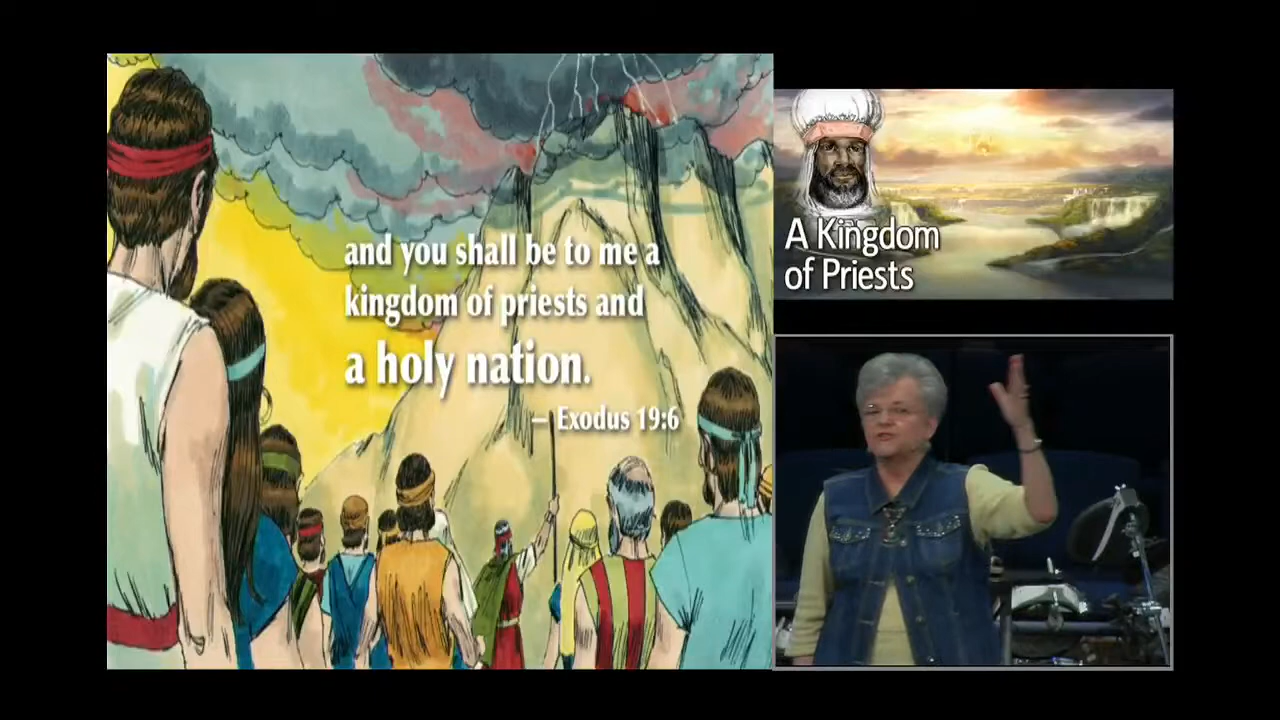 and you shall be to me a
kingdom of priests and
a holy nation.
– Exodus 19:6
A Kingdom
of Priests